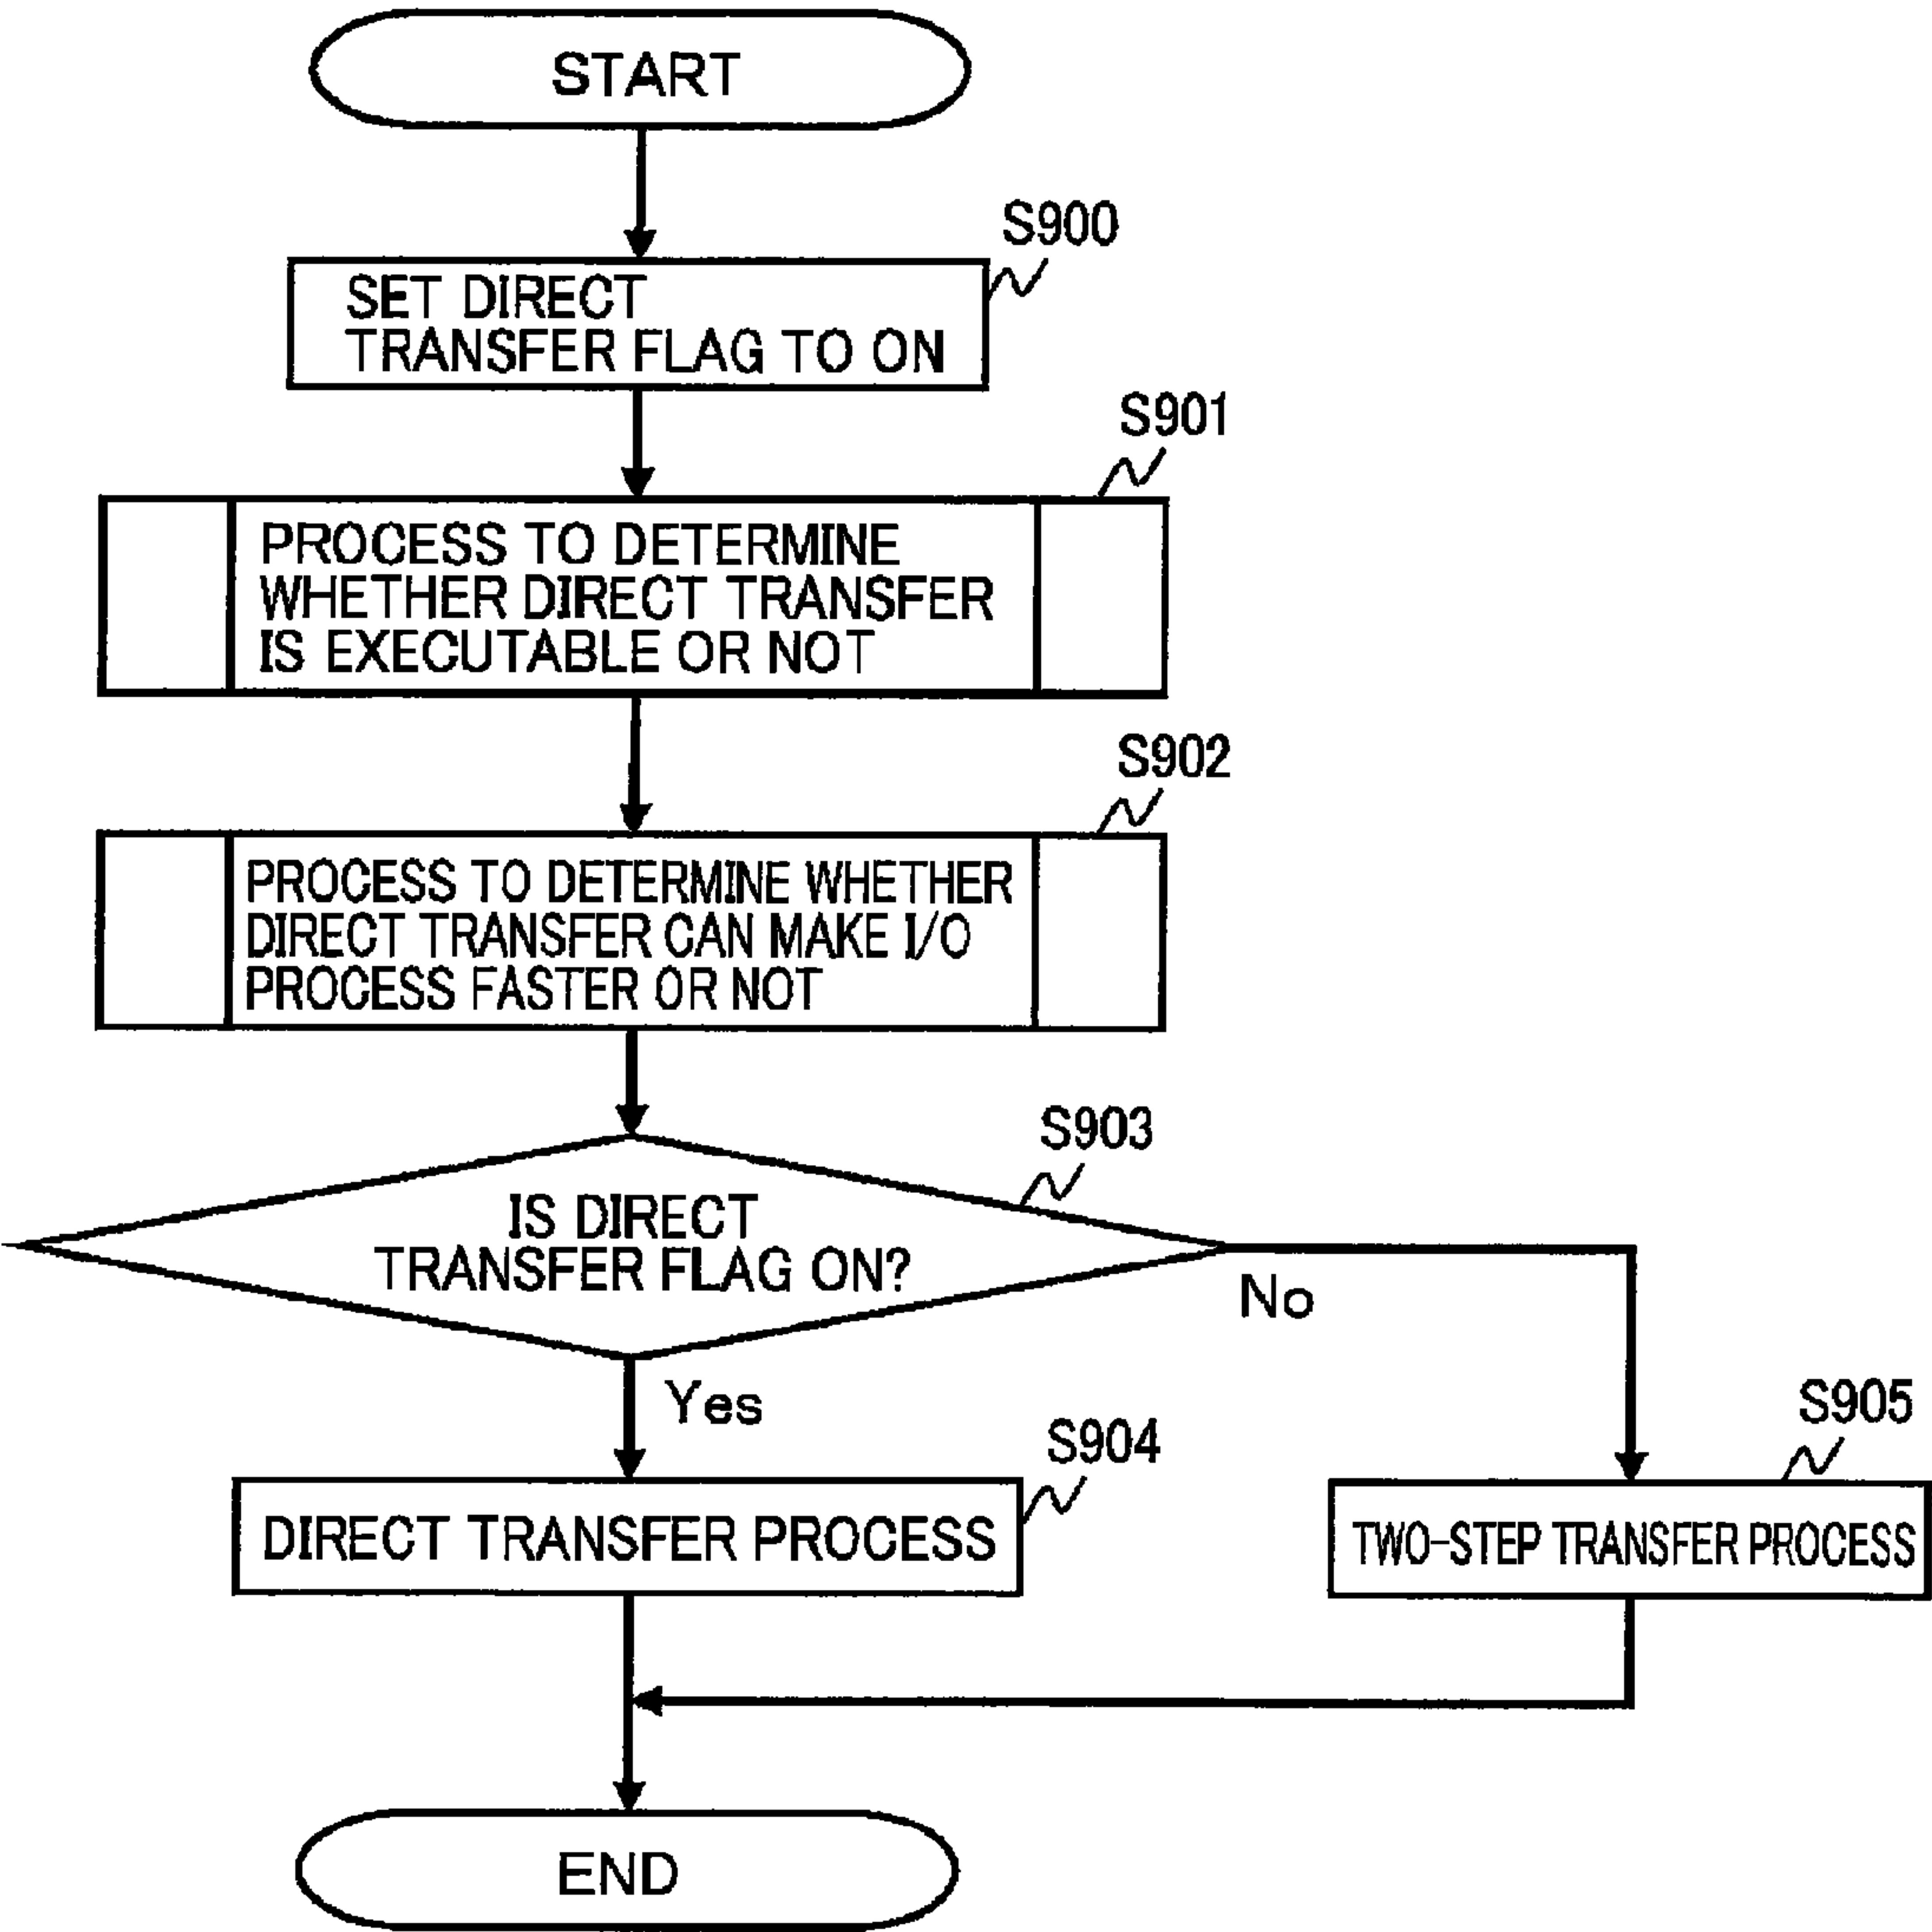 START
S900
SET DIRECT
TRANSFER FLAG TO ON
S901
PROCESS TO DETERMINE
WHETHER DIRECT TRANSFER
IS EXECUTABLE OR NOT
S902
PROCESS TO DETERMINE WHETHER
DIRECT TRANSFER CAN MAKE I/O
PROCESS FASTER OR NOT
S903
IS DIRECT
TRANSFER FLAG ON?
No
Yes
S904
DIRECT TRANSFER PROCESS
S905
TWO-STEP TRANSFER PROCESS
END